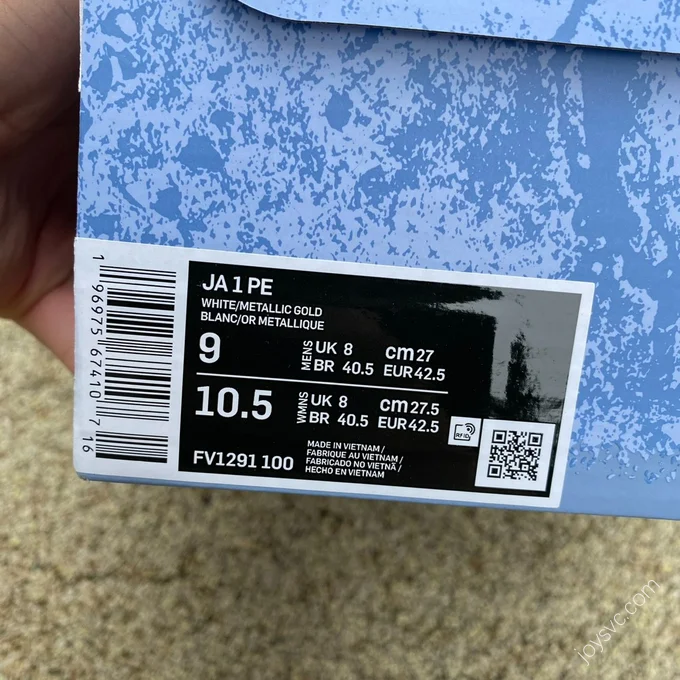 JA 1 PE
WHITE/METALLIC GOLD
BLANC/OR METALLIQUE
9 MENS UK 8 cm 27
BR 40.5 EUR 42.5
10.5 WMNS UK 8 cm 27.5
BR 40.5 EUR 42.5
FV1291 100
MADE IN VIETNAM /
FABRIQUE AU VIETNAM /
FABRICADO NO VIETNÃ /
HECHO EN VIETNAM
RFID
1 96975 67410 7 16
joysvc.com